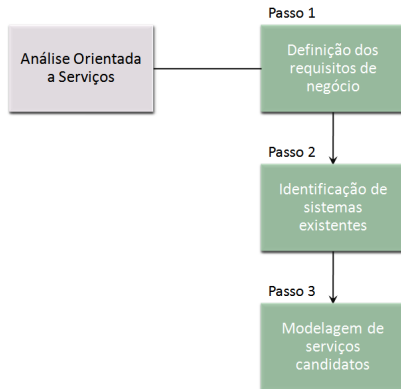 Passo 1
Análise Orientada
a Serviços
Definição dos
requisitos de
negócio
Passo 2
Identificação de
sistemas
existentes
Passo 3
Modelagem de
serviços
candidatos